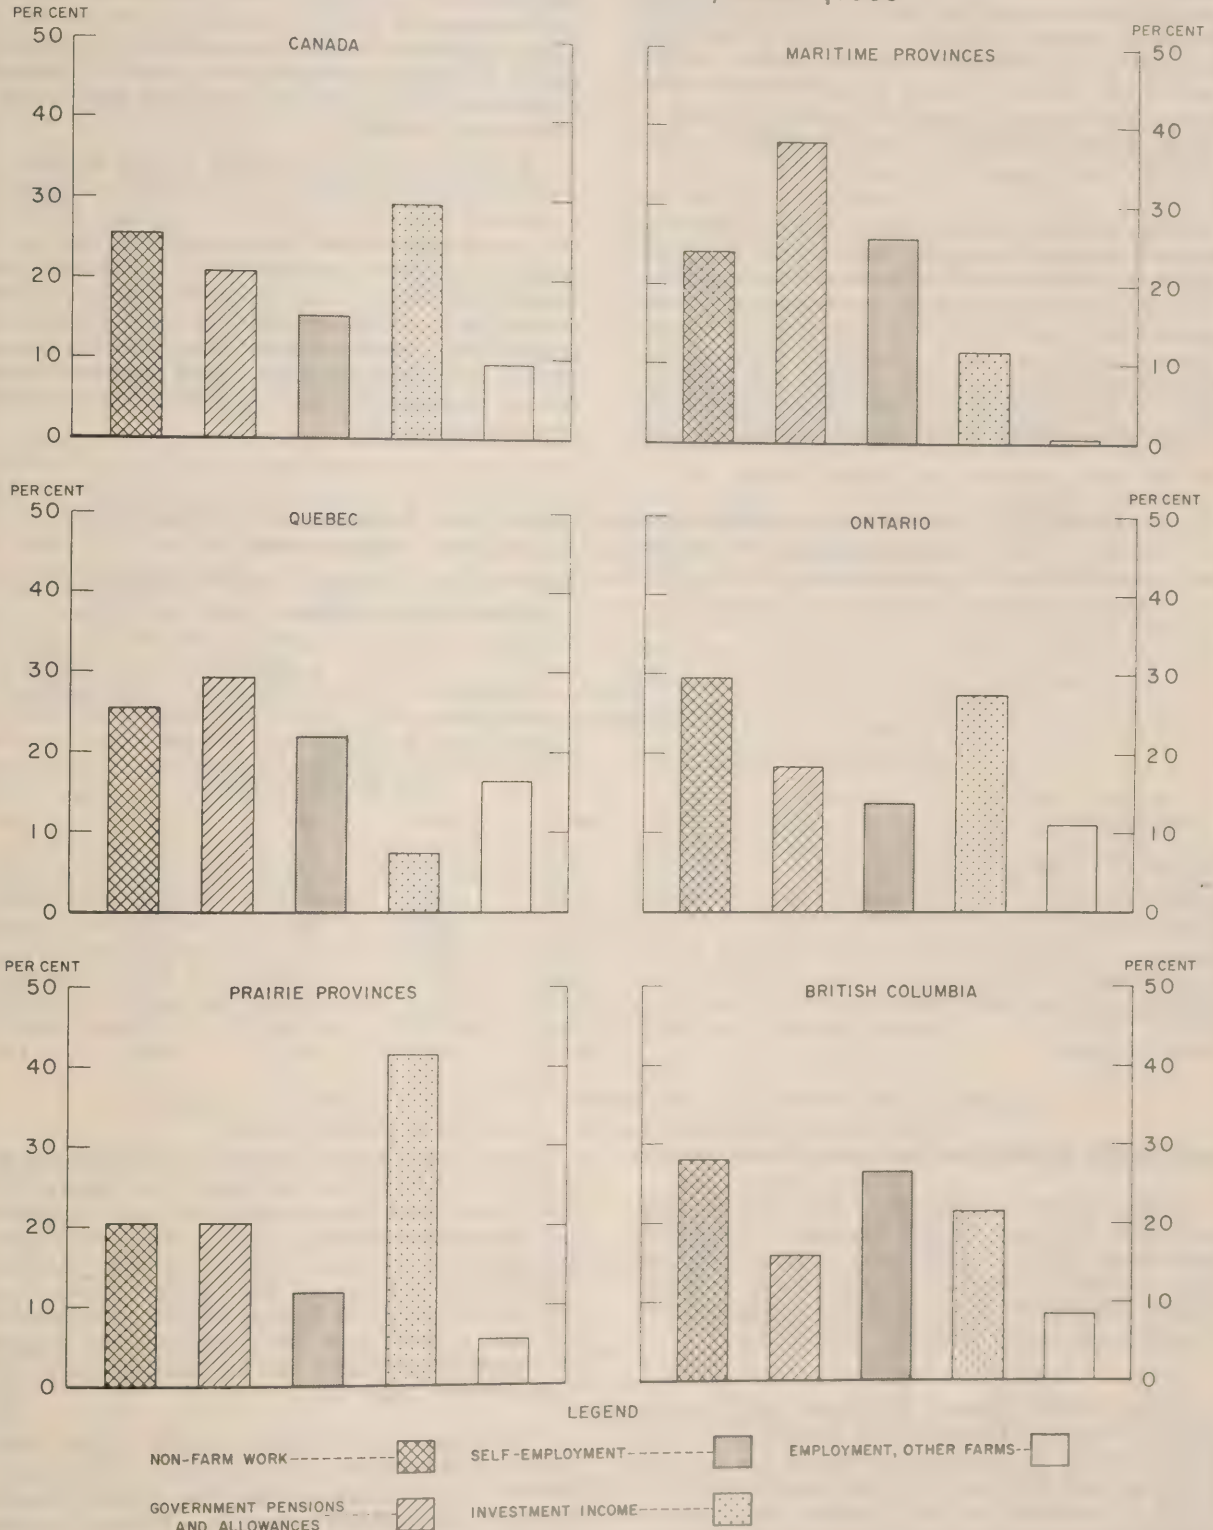 PER CENT
50
40
30
20
10
0
CANADA
MARITIME PROVINCES
PER CENT
50
40
30
20
10
0
PER CENT
50
40
30
20
10
0
QUEBEC
ONTARIO
PER CENT
50
40
30
20
10
0
PER CENT
50
40
30
20
10
0
PRAIRIE PROVINCES
BRITISH COLUMBIA
PER CENT
50
40
30
20
10
0
LEGEND
NON-FARM WORK
SELF-EMPLOYMENT
EMPLOYMENT, OTHER FARMS
GOVERNMENT PENSIONS
AND ALLOWANCES
INVESTMENT INCOME